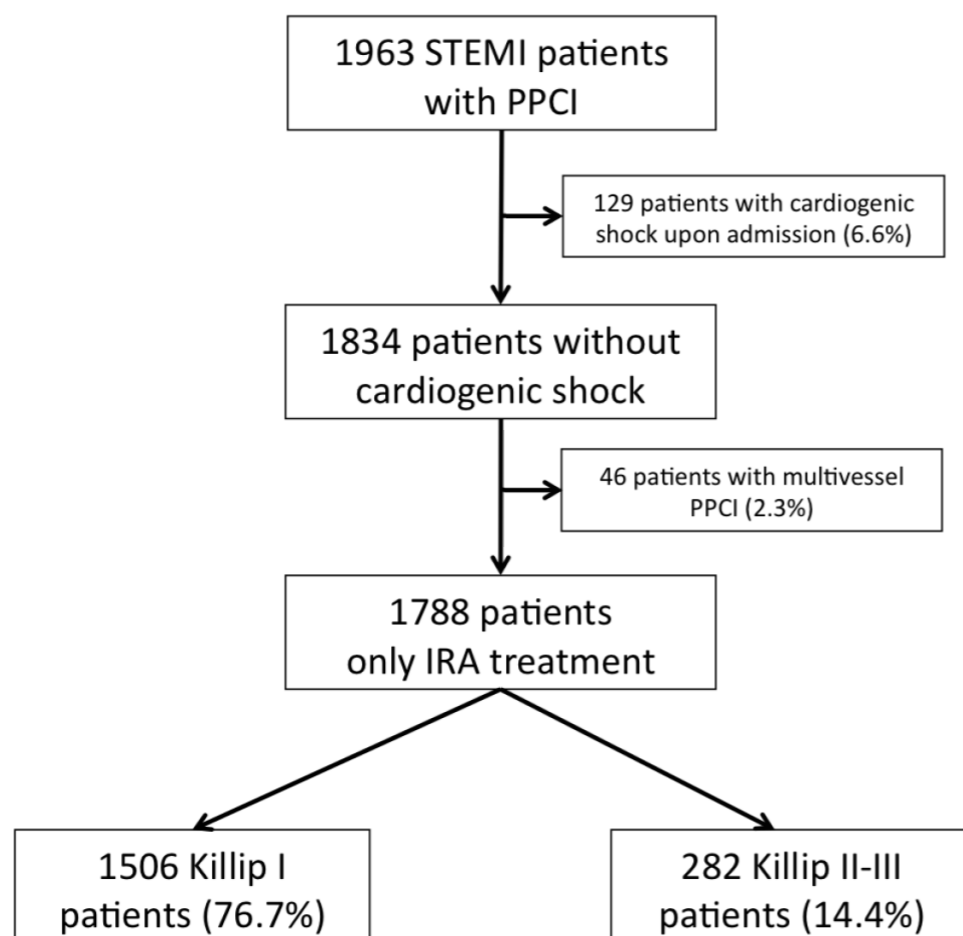 1963 STEMI patients
with PPCI
129 patients with cardiogenic
shock upon admission (6.6%)
1834 patients without
cardiogenic shock
46 patients with multivessel
PPCI (2.3%)
1788 patients
only IRA treatment
1506 Killip I
patients (76.7%)
282 Killip II-III
patients (14.4%)